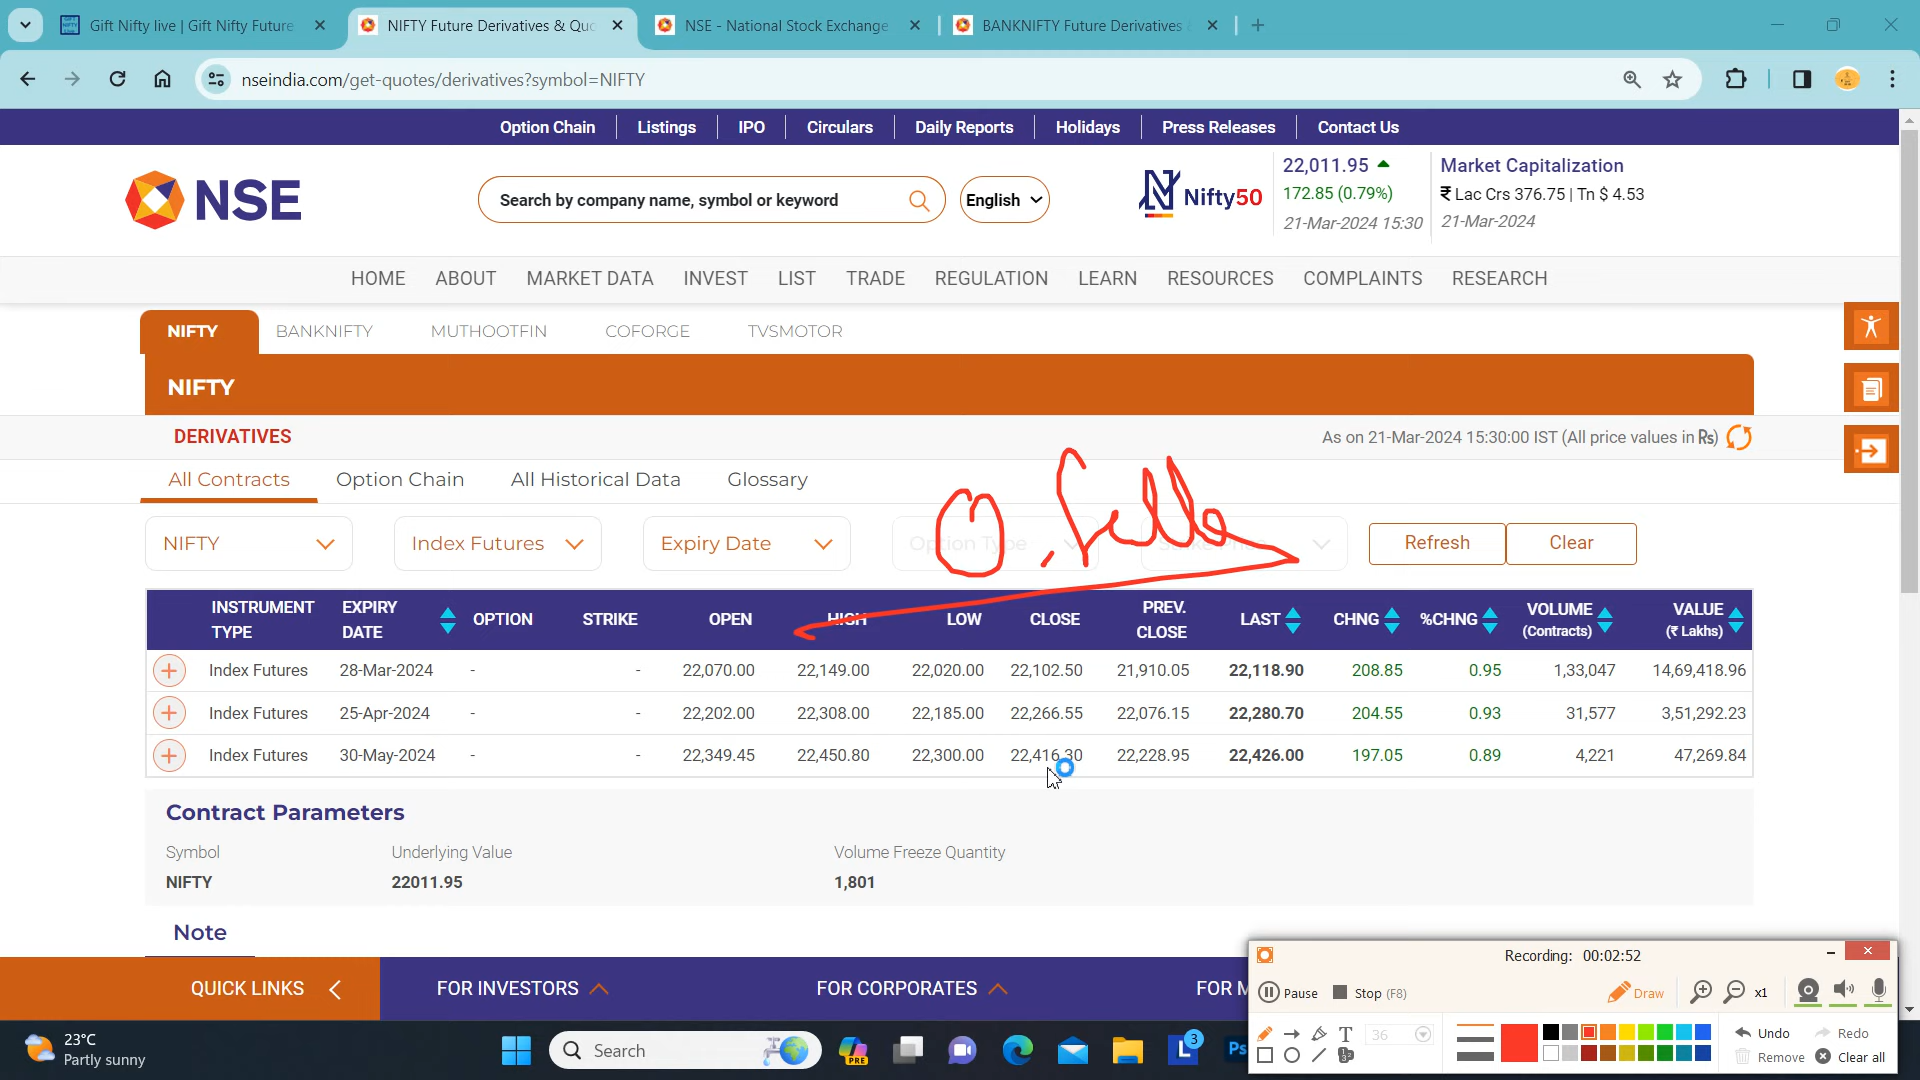 Gift Nifty live | Gift Nifty Future
NIFTY Future Derivatives & Quo
NSE - National Stock Exchange
BANKNIFTY Future Derivatives &
nseindia.com/get-quotes/derivatives?symbol=NIFTY
Option Chain Listings IPO Circulars Daily Reports Holidays Press Releases Contact Us
NSE
Search by company name, symbol or keyword
English
Nifty50
22,011.95
172.85 (0.79%)
21-Mar-2024 15:30
Market Capitalization
₹ Lac Crs 376.75 | Tn $ 4.53
21-Mar-2024
HOME ABOUT MARKET DATA INVEST LIST TRADE REGULATION LEARN RESOURCES COMPLAINTS RESEARCH
NIFTY BANKNIFTY MUTHOOTFIN COFORGE TVSMOTOR
NIFTY
DERIVATIVES
As on 21-Mar-2024 15:30:00 IST (All price values in Rs)
All Contracts Option Chain All Historical Data Glossary
NIFTY Index Futures Expiry Date Option Type Refresh Clear
INSTRUMENT TYPE EXPIRY DATE OPTION STRIKE OPEN HIGH LOW CLOSE PREV. CLOSE LAST CHNG %CHNG VOLUME (Contracts) VALUE (₹ Lakhs)
Index Futures 28-Mar-2024 - - 22,070.00 22,149.00 22,020.00 22,102.50 21,910.05 22,118.90 208.85 0.95 1,33,047 14,69,418.96
Index Futures 25-Apr-2024 - - 22,202.00 22,308.00 22,185.00 22,266.55 22,076.15 22,280.70 204.55 0.93 31,577 3,51,292.23
Index Futures 30-May-2024 - - 22,349.45 22,450.80 22,300.00 22,416.30 22,228.95 22,426.00 197.05 0.89 4,221 47,269.84
Contract Parameters
Symbol Underlying Value Volume Freeze Quantity
NIFTY 22011.95 1,801
Note
QUICK LINKS FOR INVESTORS FOR CORPORATES FOR M
Recording: 00:02:52
Pause Stop (F8) Draw x1
T 36 Undo Redo
Remove Clear all
23°C
Partly sunny
Search
PRE
L
3
Ps